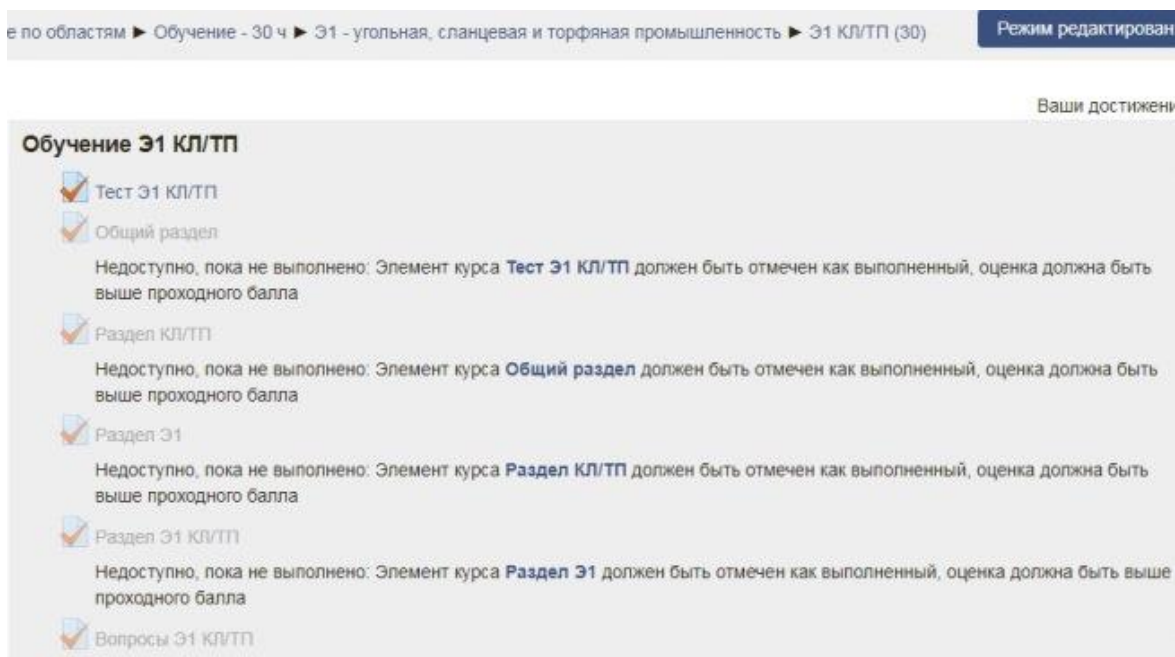 е по областям ► Обучение - 30 ч ► Э1 - угольная, сланцевая и торфяная промышленность ► Э1 КЛ/ТП (30)
Режим редактирован
Ваши достижени
Обучение Э1 КЛ/ТП
Тест Э1 КЛ/ТП
Общий раздел
Недоступно, пока не выполнено: Элемент курса Тест Э1 КЛ/ТП должен быть отмечен как выполненный, оценка должна быть
выше проходного балла
Раздел КЛ/ТП
Недоступно, пока не выполнено: Элемент курса Общий раздел должен быть отмечен как выполненный, оценка должна быть
выше проходного балла
Раздел Э1
Недоступно, пока не выполнено: Элемент курса Раздел КЛ/ТП должен быть отмечен как выполненный, оценка должна быть
выше проходного балла
Раздел Э1 КЛ/ТП
Недоступно, пока не выполнено: Элемент курса Раздел Э1 должен быть отмечен как выполненный, оценка должна быть выше
проходного балла
Вопросы Э1 КЛ/ТП